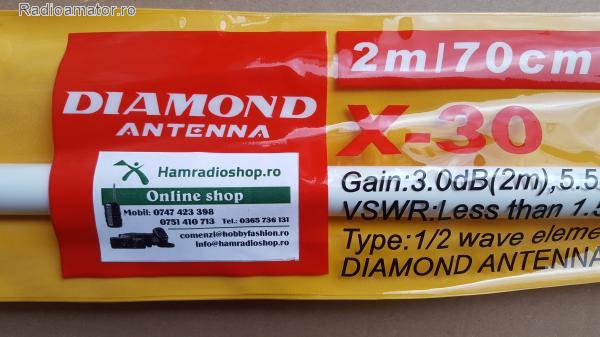 Radioamator.ro
2m/70cm
DIAMOND
ANTENNA
X-30
Hamradioshop.ro
Online shop
Mobil: 0747 423 398
0751 410 713 Tel.: 0365 736 131
comenzi@hobbyfashion.ro
info@hamradioshop.ro
Gain:3.0dB(2m),5.5
VSWR:Less than 1.5
Type:1/2 wave eleme
DIAMOND ANTENNA